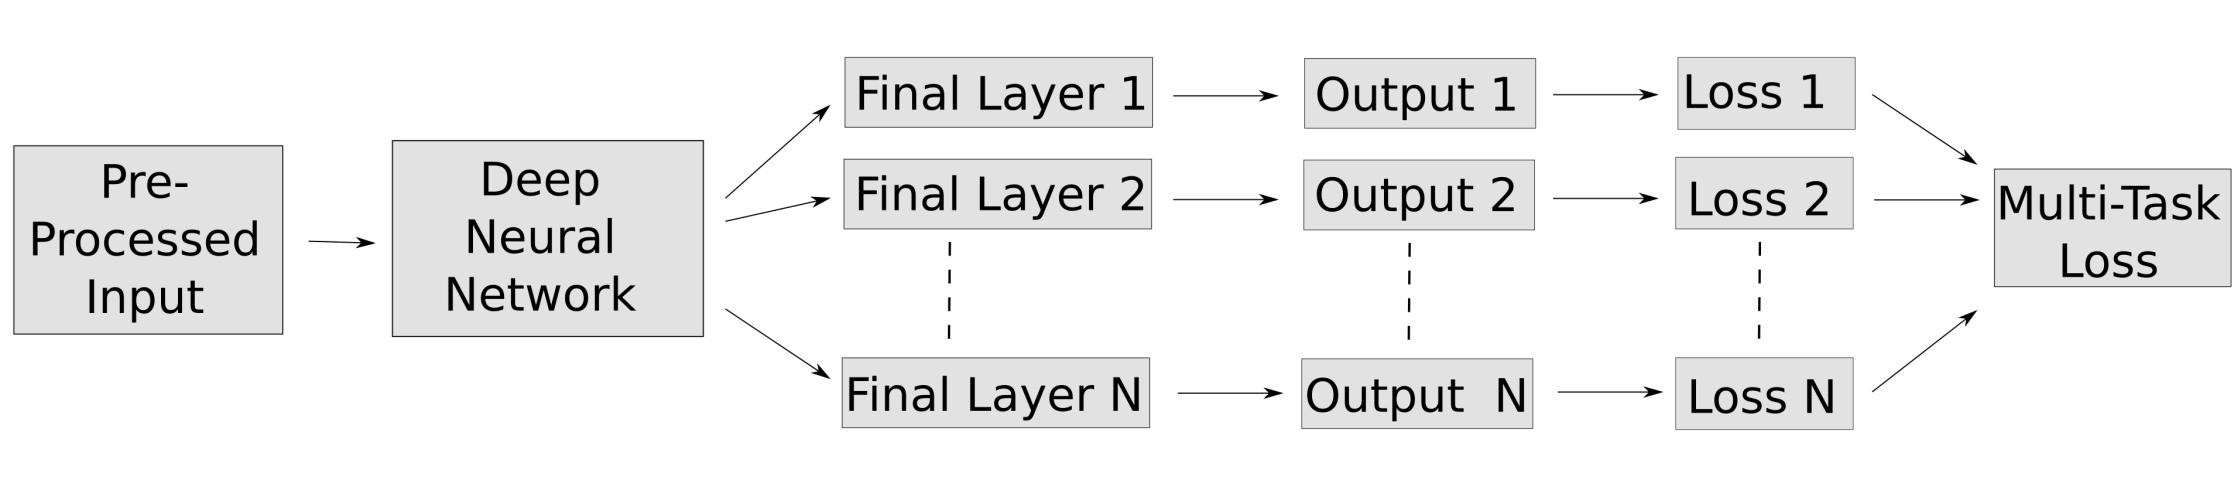 Pre-
Processed
Input
Deep
Neural
Network
Final Layer 1
Output 1
Loss 1
Final Layer 2
Output 2
Loss 2
Final Layer N
Output N
Loss N
Multi-Task
Loss